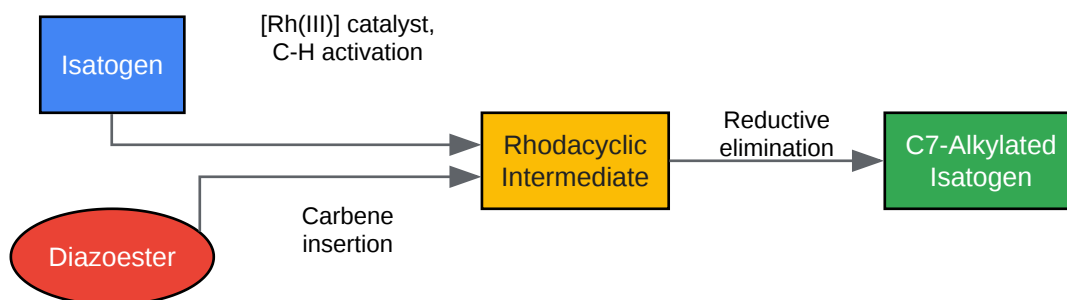 [Rh(III)] catalyst,
C-H activation
Isatogen
Rhodacyclic
Intermediate
Reductive
elimination
C7-Alkylated
Isatogen
Carbene
insertion
Diazoester